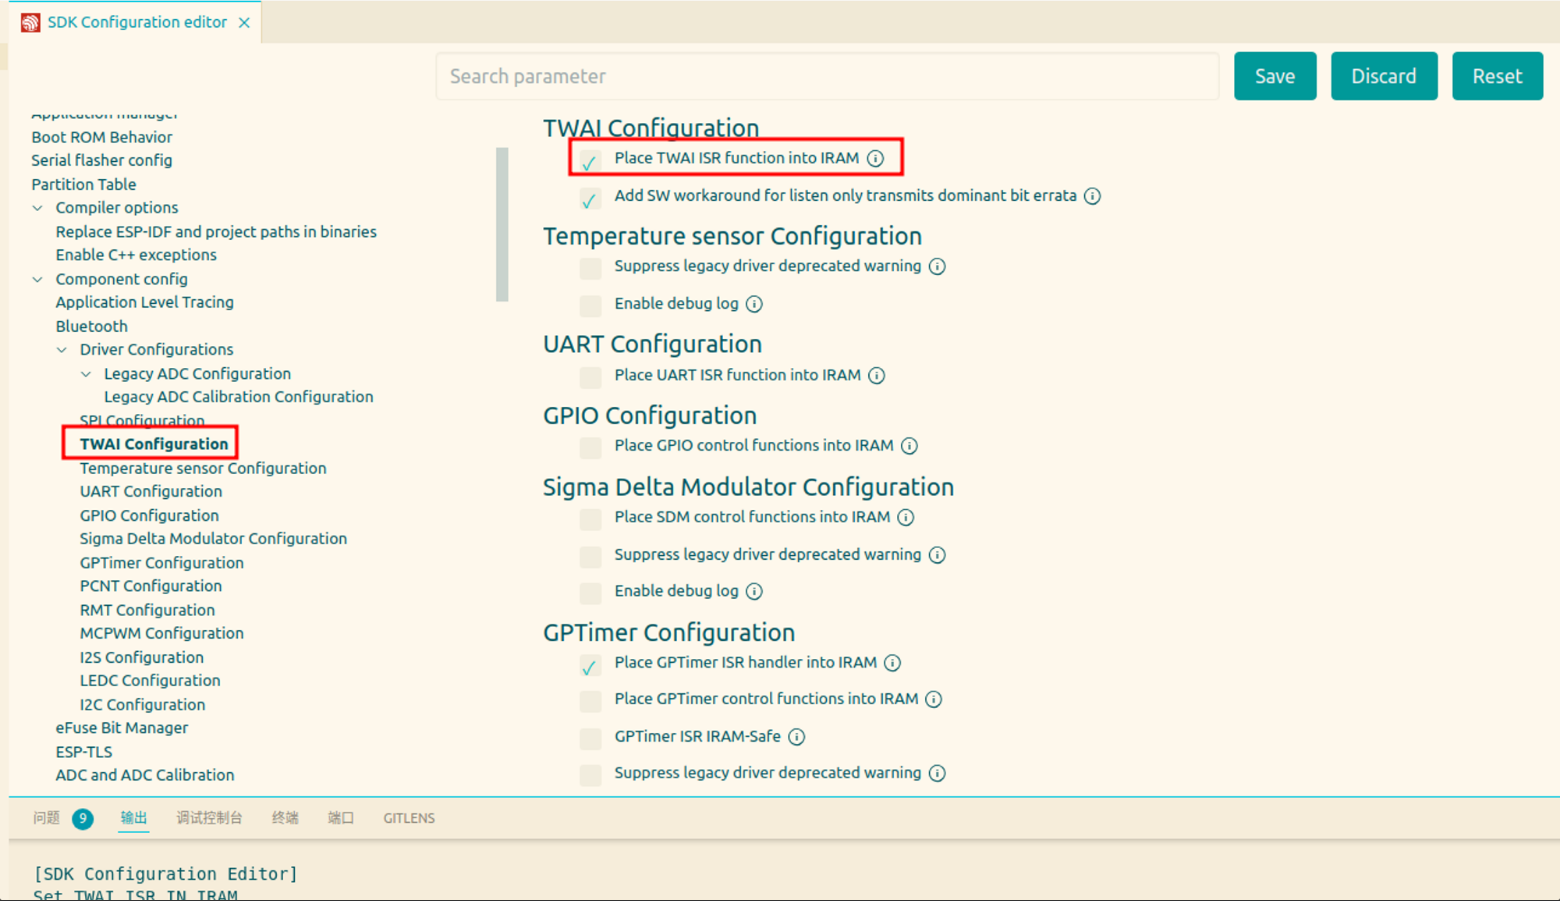 SDK Configuration editor
Search parameter
Save
Discard
Reset
Application manager
Boot ROM Behavior
Serial flasher config
Partition Table
Compiler options
Replace ESP-IDF and project paths in binaries
Enable C++ exceptions
Component config
Application Level Tracing
Bluetooth
Driver Configurations
Legacy ADC Configuration
Legacy ADC Calibration Configuration
SPI Configuration
TWAI Configuration
Temperature sensor Configuration
UART Configuration
GPIO Configuration
Sigma Delta Modulator Configuration
GPTimer Configuration
PCNT Configuration
RMT Configuration
MCPWM Configuration
I2S Configuration
LEDC Configuration
I2C Configuration
eFuse Bit Manager
ESP-TLS
ADC and ADC Calibration
TWAI Configuration
Place TWAI ISR function into IRAM
Add SW workaround for listen only transmits dominant bit errata
Temperature sensor Configuration
Suppress legacy driver deprecated warning
Enable debug log
UART Configuration
Place UART ISR function into IRAM
GPIO Configuration
Place GPIO control functions into IRAM
Sigma Delta Modulator Configuration
Place SDM control functions into IRAM
Suppress legacy driver deprecated warning
Enable debug log
GPTimer Configuration
Place GPTimer ISR handler into IRAM
Place GPTimer control functions into IRAM
GPTimer ISR IRAM-Safe
Suppress legacy driver deprecated warning
问题 9 输出 调试控制台 终端 端口 GITLENS
[SDK Configuration Editor]
Set TWAI_ISR_IN_IRAM